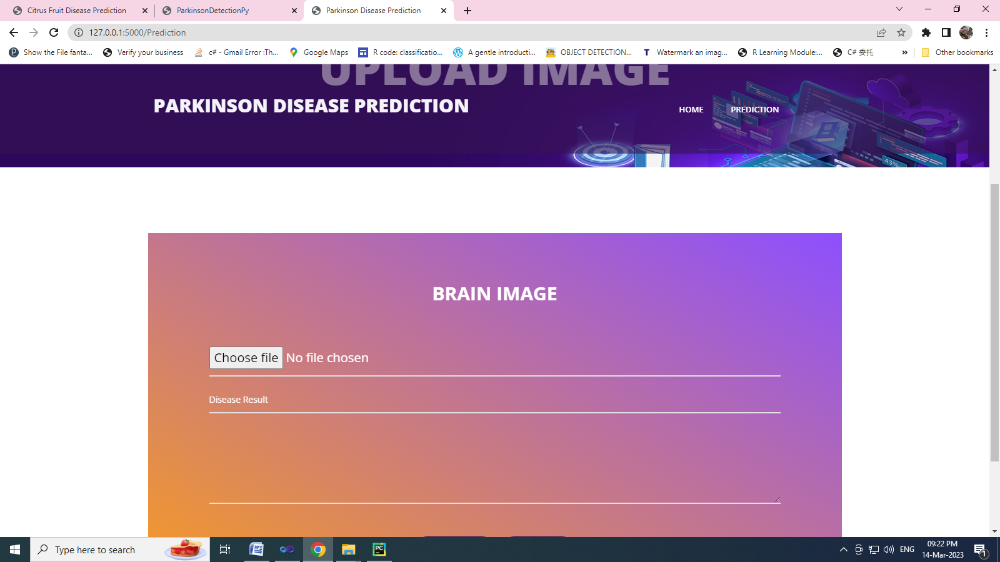 Citrus Fruit Disease Prediction
ParkinsonDetectionPy
Parkinson Disease Prediction
127.0.0.1:5000/Prediction
Show the File fanta...
Verify your business
c# - Gmail Error :Th...
Google Maps
R code: classificatio...
A gentle introducti...
OBJECT DETECTION...
Watermark an imag...
R Learning Module:...
C# 委托
»
Other bookmarks
UPLOAD IMAGE
PARKINSON DISEASE PREDICTION
HOME
PREDICTION
43%
BRAIN IMAGE
Choose file No file chosen
Disease Result
Type here to search
ENG
09:22 PM
14-Mar-2023
1